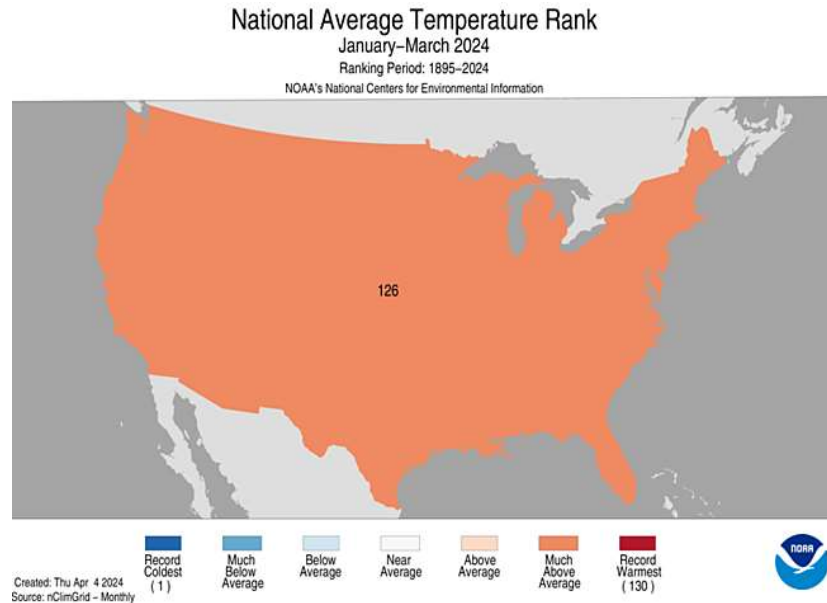 National Average Temperature Rank
January–March 2024
Ranking Period: 1895–2024
NOAA's National Centers for Environmental Information
126
Record
Coldest
( 1 )
Much
Below
Average
Below
Average
Near
Average
Above
Average
Much
Above
Average
Record
Warmest
( 130 )
NOAA
Created: Thu Apr 4 2024
Source: nClimGrid – Monthly